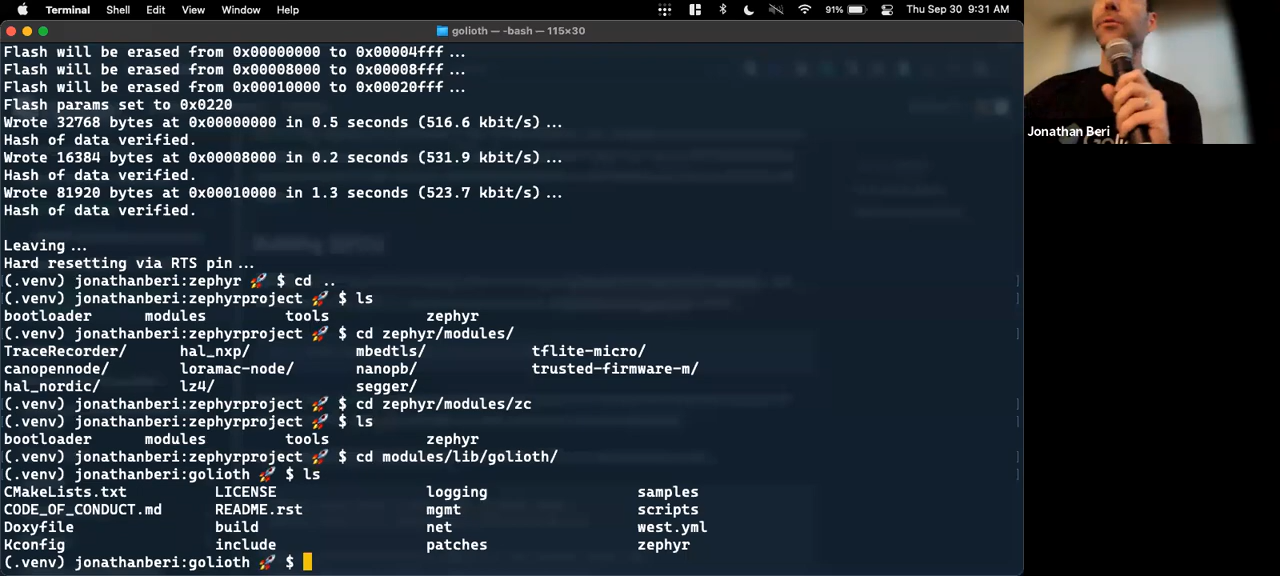 Terminal Shell Edit View Window Help 91% Thu Sep 30 9:31 AM
golioth — -bash — 115×30
Flash will be erased from 0x00000000 to 0x00004fff...
Flash will be erased from 0x00008000 to 0x00008fff...
Flash will be erased from 0x00010000 to 0x00020fff...
Flash params set to 0x0220
Wrote 32768 bytes at 0x00000000 in 0.5 seconds (516.6 kbit/s)...
Hash of data verified.
Wrote 16384 bytes at 0x00008000 in 0.2 seconds (531.9 kbit/s)...
Hash of data verified.
Wrote 81920 bytes at 0x00010000 in 1.3 seconds (523.7 kbit/s)...
Hash of data verified.
Leaving...
Hard resetting via RTS pin...
(.venv) jonathanberi:zephyr 🚀 $ cd ..
(.venv) jonathanberi:zephyrproject 🚀 $ ls
bootloader modules tools zephyr
(.venv) jonathanberi:zephyrproject 🚀 $ cd zephyr/modules/
TraceRecorder/ hal_nxp/ mbedtls/ tflite-micro/
canopennode/ loramac-node/ nanopb/ trusted-firmware-m/
hal_nordic/ lz4/ segger/
(.venv) jonathanberi:zephyrproject 🚀 $ cd zephyr/modules/zc
(.venv) jonathanberi:zephyrproject 🚀 $ ls
bootloader modules tools zephyr
(.venv) jonathanberi:zephyrproject 🚀 $ cd modules/lib/golioth/
(.venv) jonathanberi:golioth 🚀 $ ls
CMakeLists.txt LICENSE logging samples
CODE_OF_CONDUCT.md README.rst mgmt scripts
Doxyfile build net west.yml
Kconfig include patches zephyr
(.venv) jonathanberi:golioth 🚀 $
Jonathan Beri